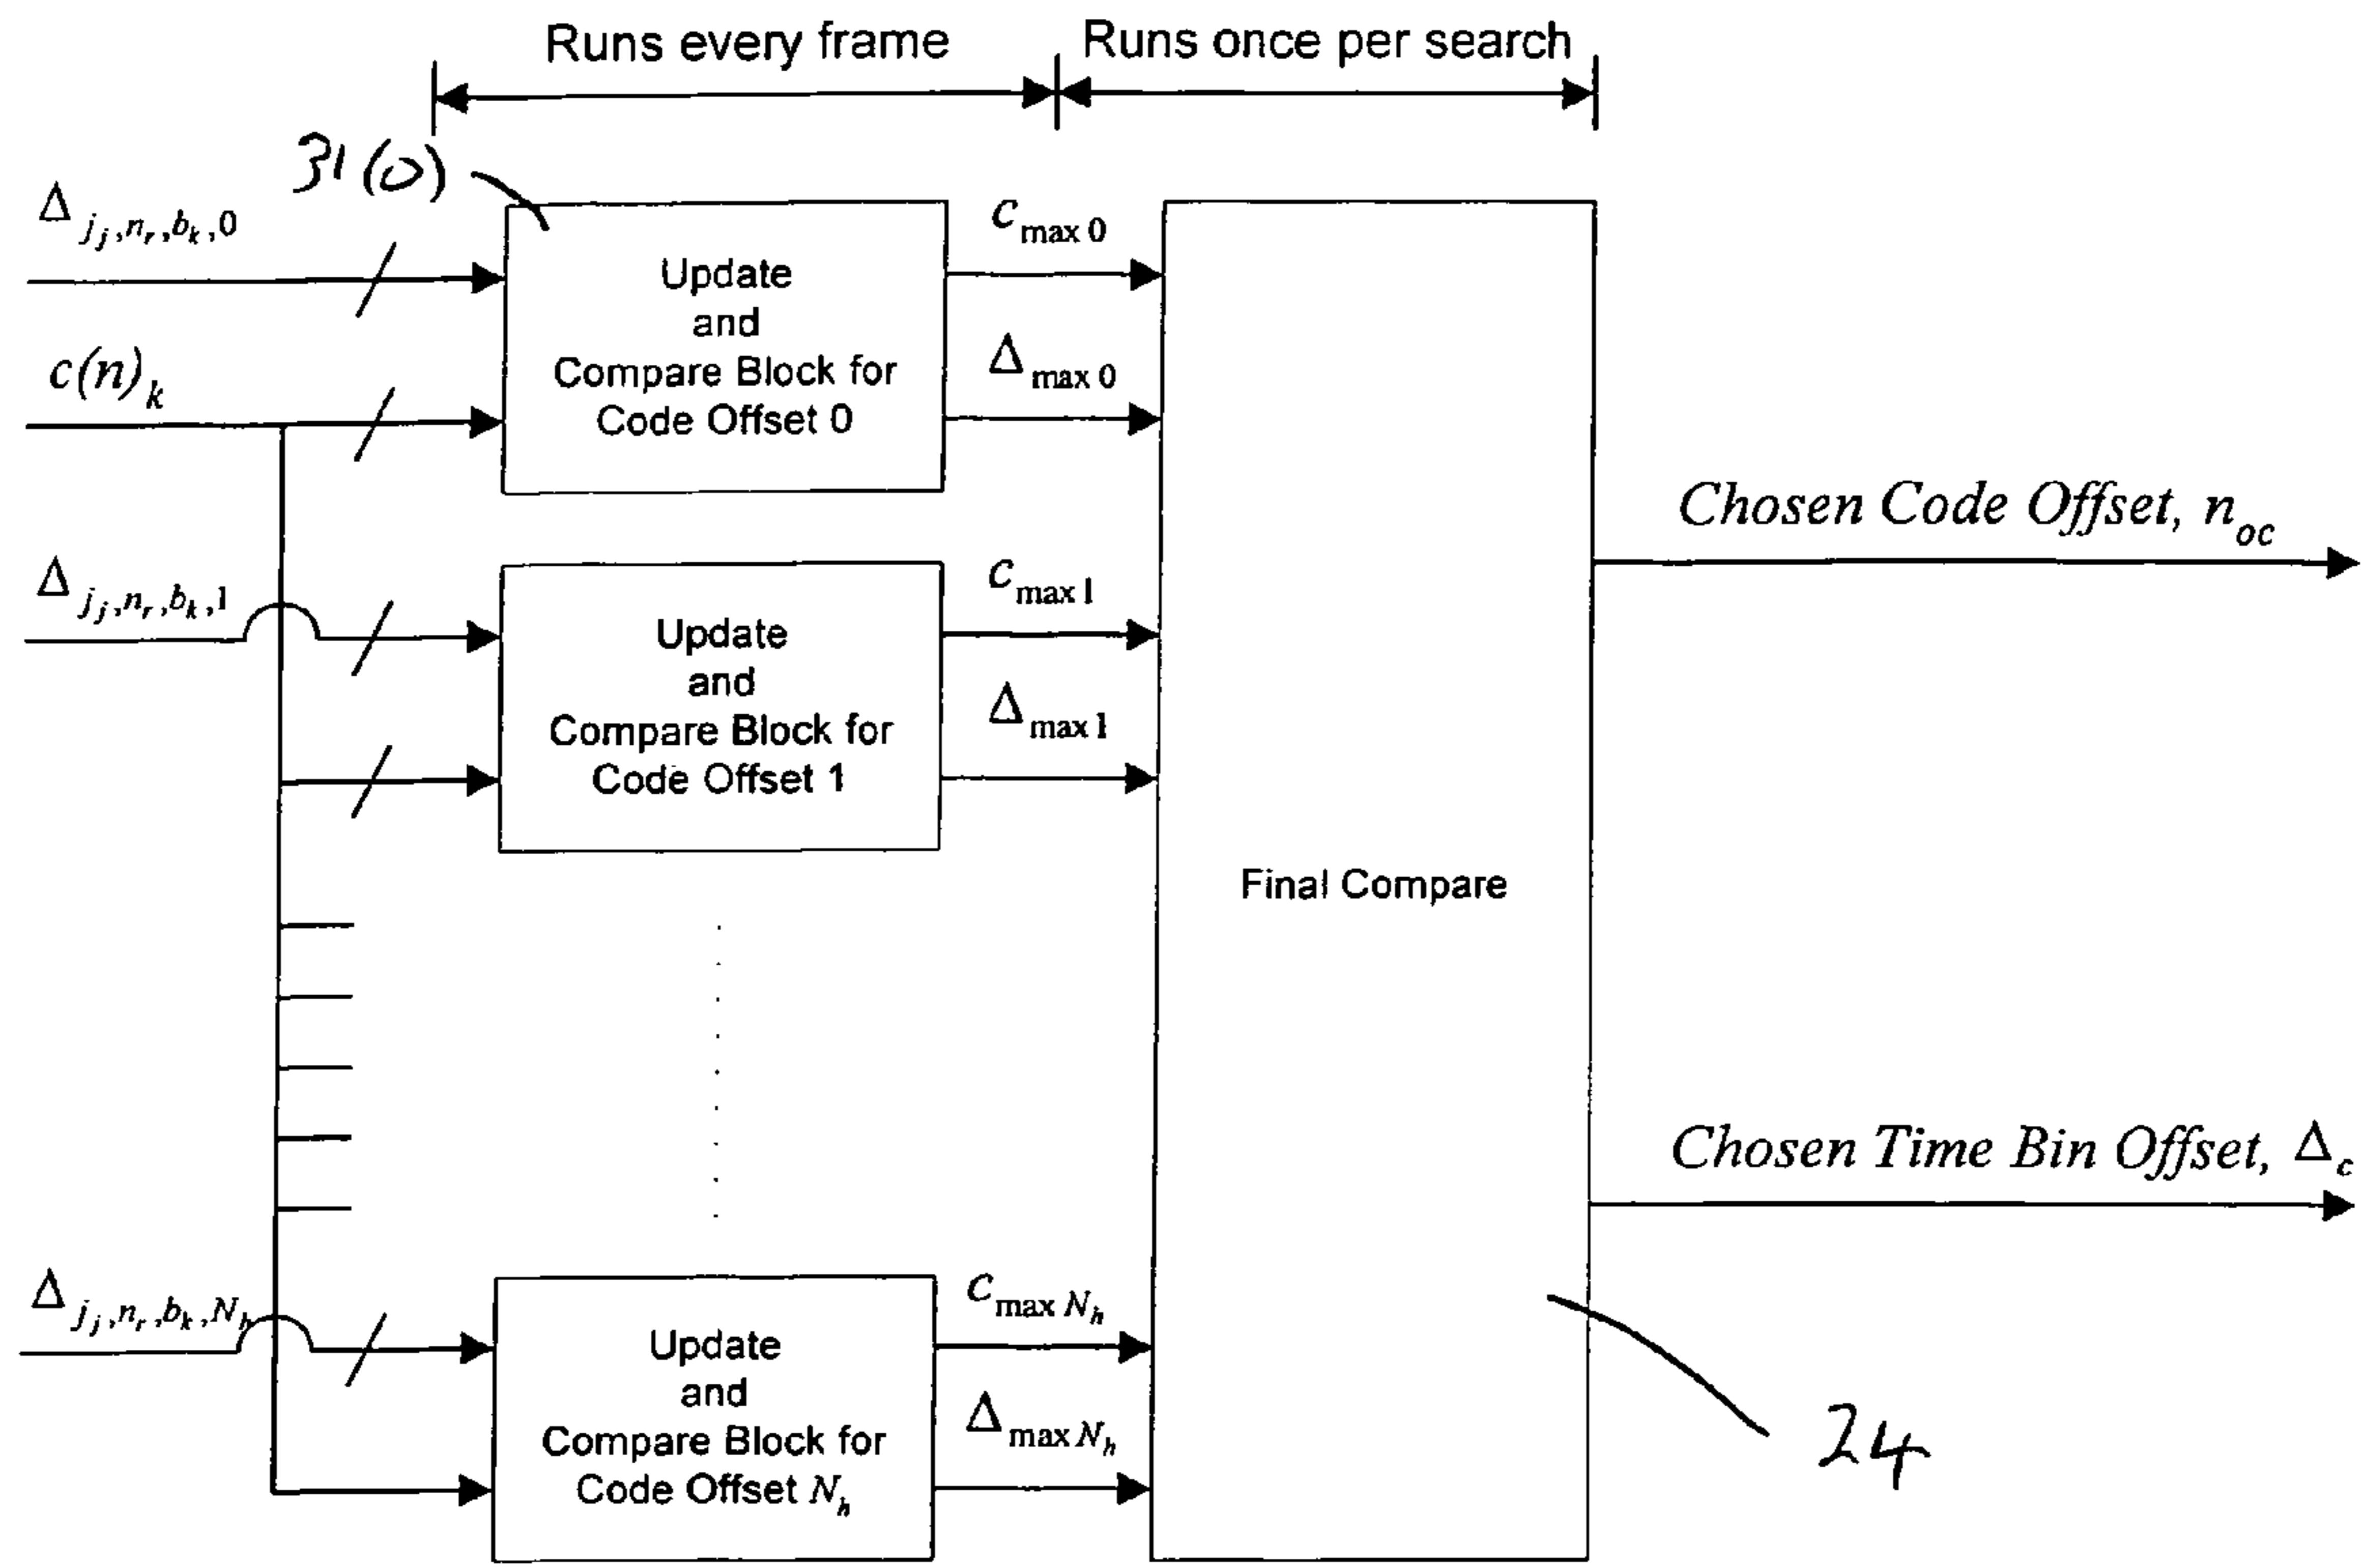 Runs every frame
Runs once per search
31(0)
Δ j_j,n_r,b_k,0
c(n)_k
Update
and
Compare Block for
Code Offset 0
c_max 0
Δ_max 0
Δ j_j,n_r,b_k,1
Update
and
Compare Block for
Code Offset 1
c_max 1
Δ_max 1
Final Compare
Chosen Code Offset, n_oc
Chosen Time Bin Offset, Δ_c
Δ j_j,n_r,b_k,N_h
Update
and
Compare Block for
Code Offset N_h
c_max N_h
Δ_max N_h
24